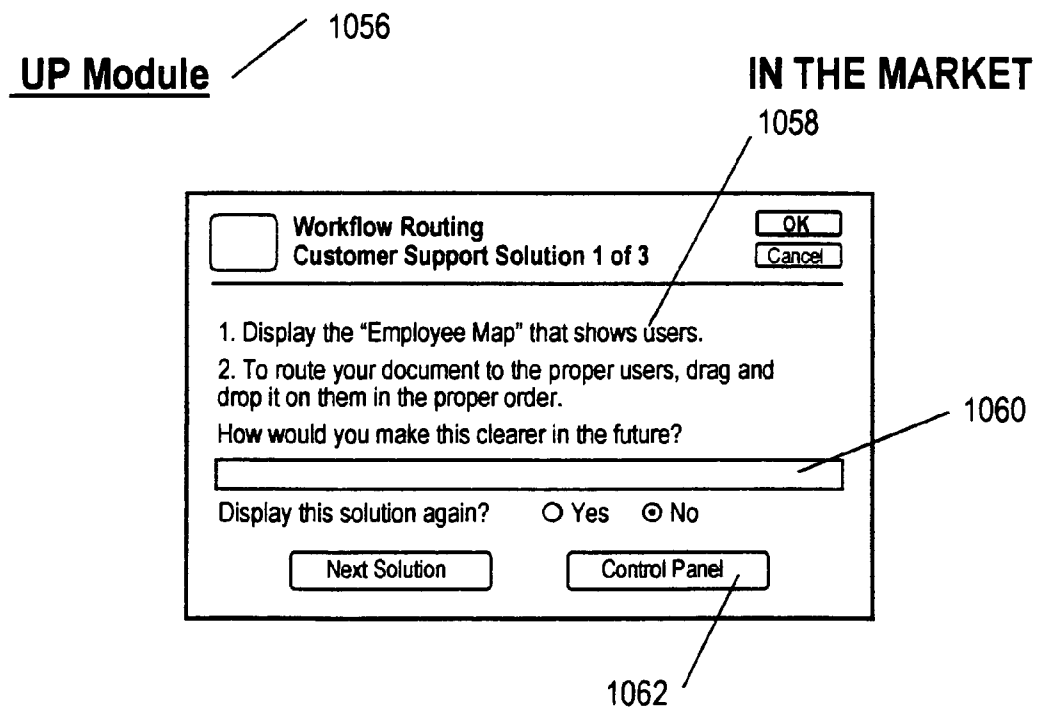 1056
UP Module
IN THE MARKET
1058
Workflow Routing
OK
Customer Support Solution 1 of 3
Cancel
1. Display the “Employee Map” that shows users.
2. To route your document to the proper users, drag and
drop it on them in the proper order.
1060
How would you make this clearer in the future?
Display this solution again? Yes No
Next Solution
Control Panel
1062